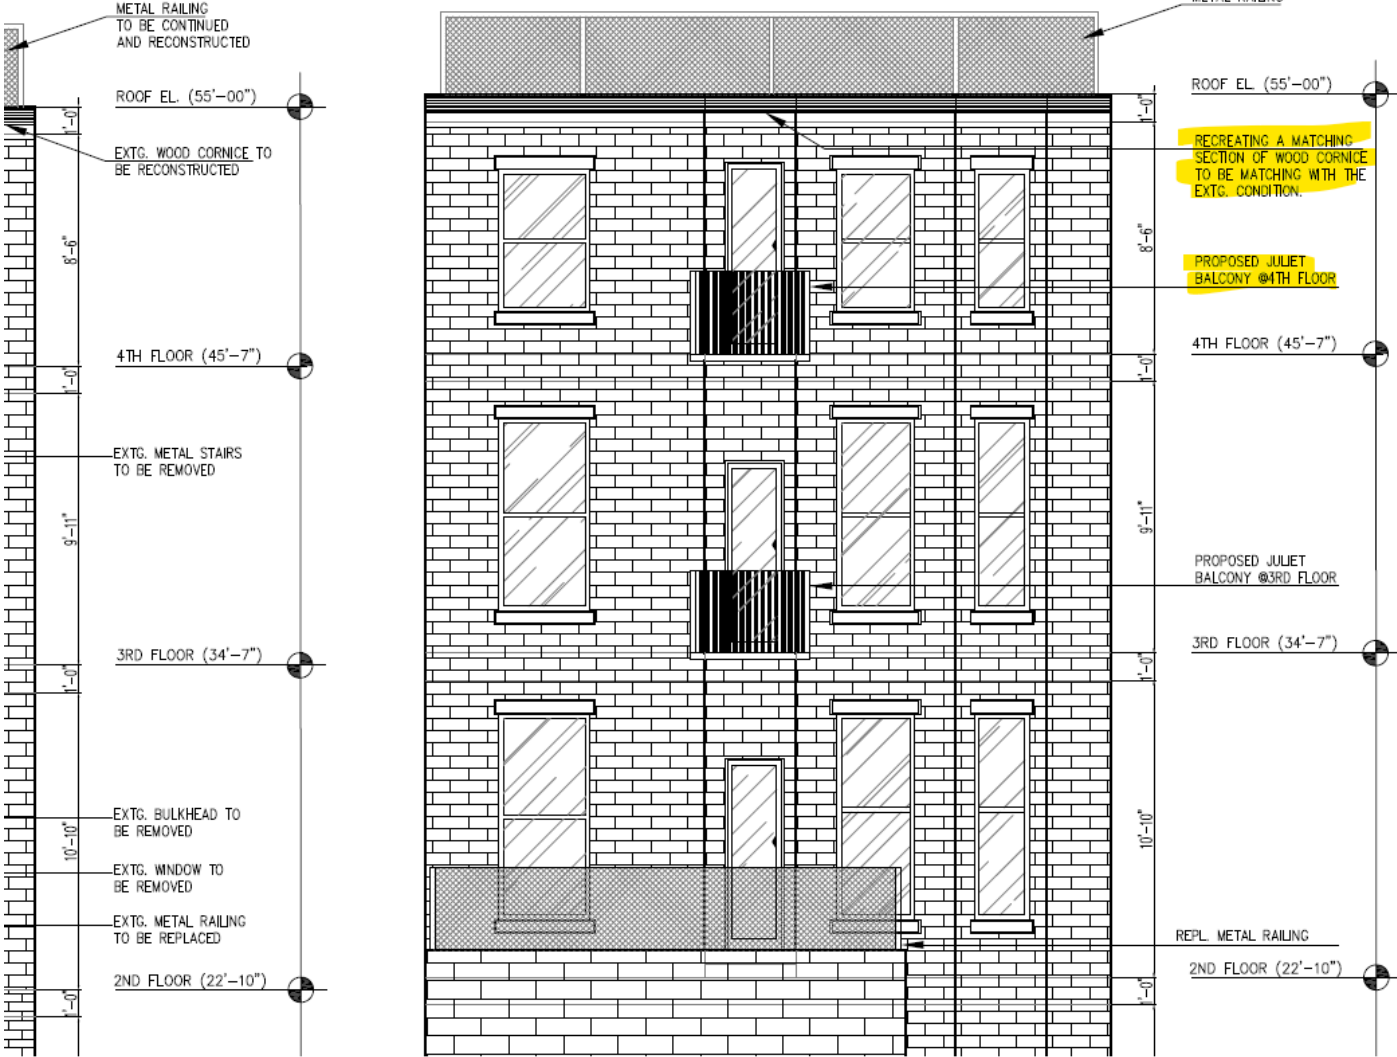 METAL RAILING
TO BE CONTINUED
AND RECONSTRUCTED
ROOF EL. (55'-00")
1'-0"
EXTG. WOOD CORNICE TO
BE RECONSTRUCTED
8'-6"
4TH FLOOR (45'-7")
1'-0"
EXTG. METAL STAIRS
TO BE REMOVED
9'-11"
3RD FLOOR (34'-7")
1'-0"
EXTG. BULKHEAD TO
BE REMOVED
10'-10"
EXTG. WINDOW TO
BE REMOVED
EXTG. METAL RAILING
TO BE REPLACED
2ND FLOOR (22'-10")
1'-0"
METAL RAILING
ROOF EL. (55'-00")
1'-0"
RECREATING A MATCHING
SECTION OF WOOD CORNICE
TO BE MATCHING WITH THE
EXTG. CONDITION.
8'-6"
PROPOSED JULIET
BALCONY @4TH FLOOR
4TH FLOOR (45'-7")
1'-0"
9'-11"
PROPOSED JULIET
BALCONY @3RD FLOOR
3RD FLOOR (34'-7")
1'-0"
10'-10"
REPL. METAL RAILING
2ND FLOOR (22'-10")
1'-0"